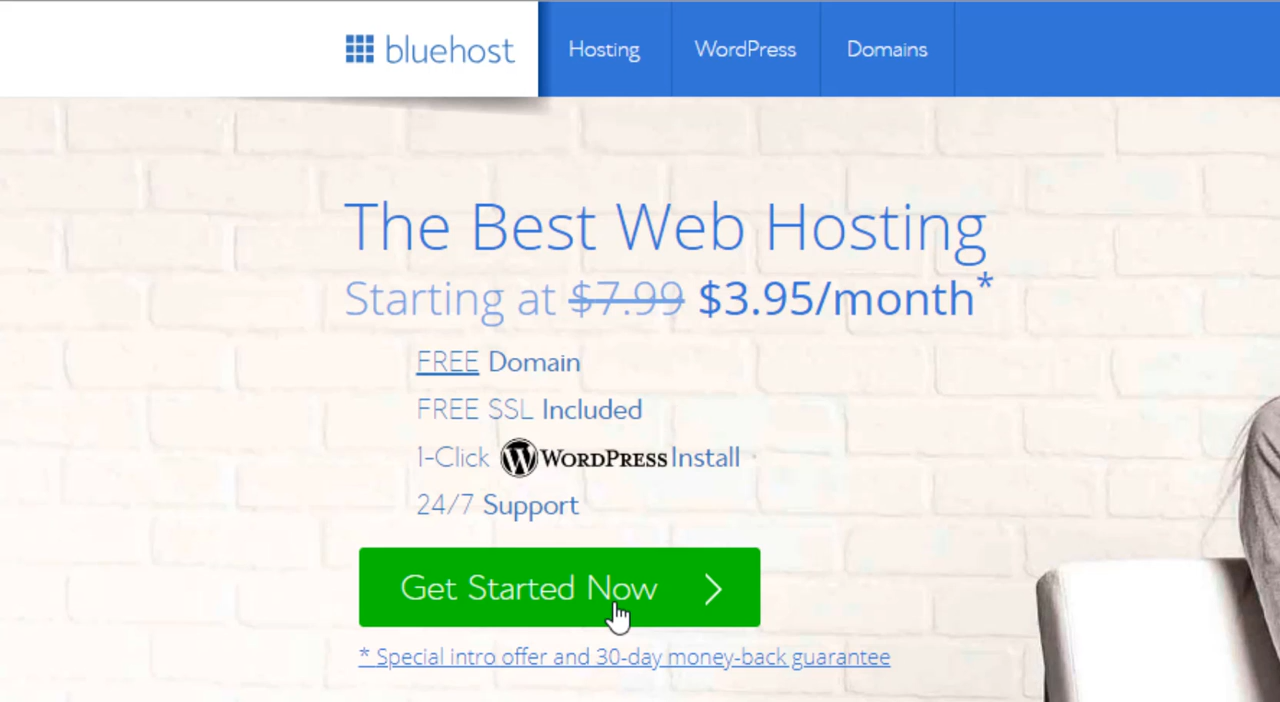 bluehost
Hosting
WordPress
Domains
The Best Web Hosting
Starting at $7.99 $3.95/month*
FREE Domain
FREE SSL Included
1-Click WORDPRESS Install
24/7 Support
Get Started Now
* Special intro offer and 30-day money-back guarantee